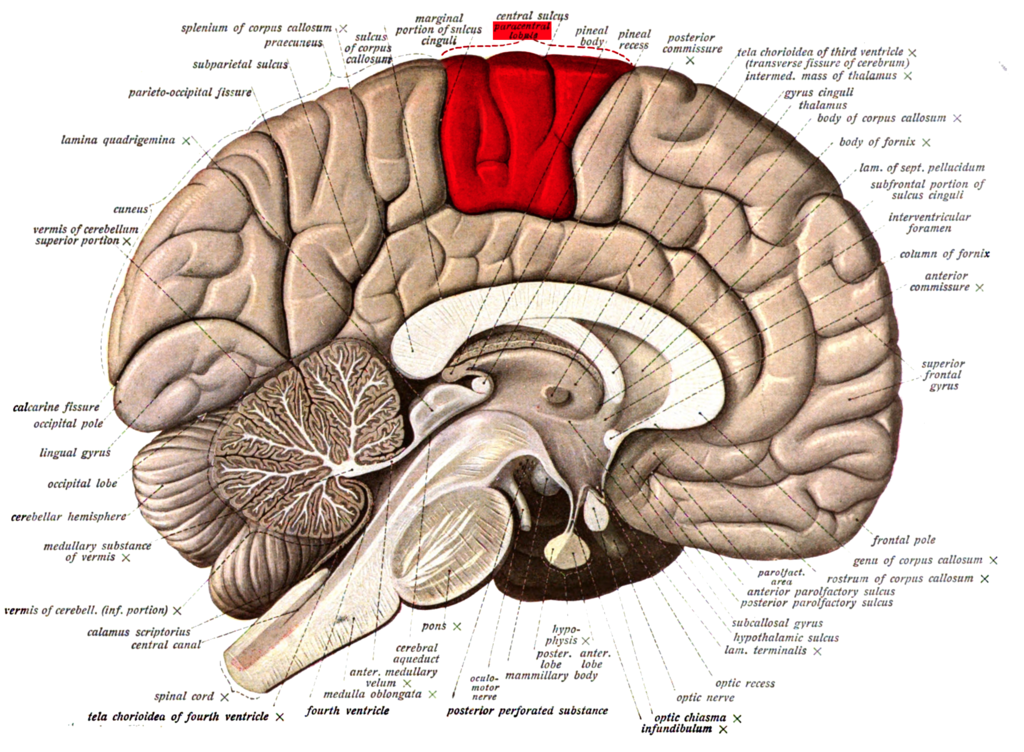 splenium of corpus callosum ×
praecuneus
subparietal sulcus
parieto-occipital fissure
lamina quadrigemina ×
cuneus
vermis of cerebellum
superior portion ×
calcarine fissure
occipital pole
lingual gyrus
occipital lobe
cerebellar hemisphere
medullary substance
of vermis ×
vermis of cerebell. (inf. portion) ×
calamus scriptorius
central canal
spinal cord ×
tela chorioidea of fourth ventricle ×
sulcus
of corpus
callosum
marginal
portion of sulcus
cinguli
central sulcus
paracentral
lobule
pineal
body
pineal
recess
posterior
commissure
×
tela chorioidea of third ventricle ×
(transverse fissure of cerebrum)
intermed. mass of thalamus ×
gyrus cinguli
thalamus
body of corpus callosum ×
body of fornix ×
lam. of sept. pellucidum
subfrontal portion of
sulcus cinguli
interventricular
foramen
column of fornix
anterior
commissure ×
superior
frontal
gyrus
frontal pole
genu of corpus callosum ×
rostrum of corpus callosum ×
parolfact.
area
anterior parolfactory sulcus
posterior parolfactory sulcus
subcallosal gyrus
hypothalamic sulcus
lam. terminalis ×
optic recess
optic nerve
optic chiasma ×
infundibulum ×
pons ×
cerebral
aqueduct
anter. medullary
velum ×
medulla oblongata ×
fourth ventricle
hypo-
physis ×
poster. anter.
lobe lobe
mammillary body
oculo-
motor
nerve
posterior perforated substance